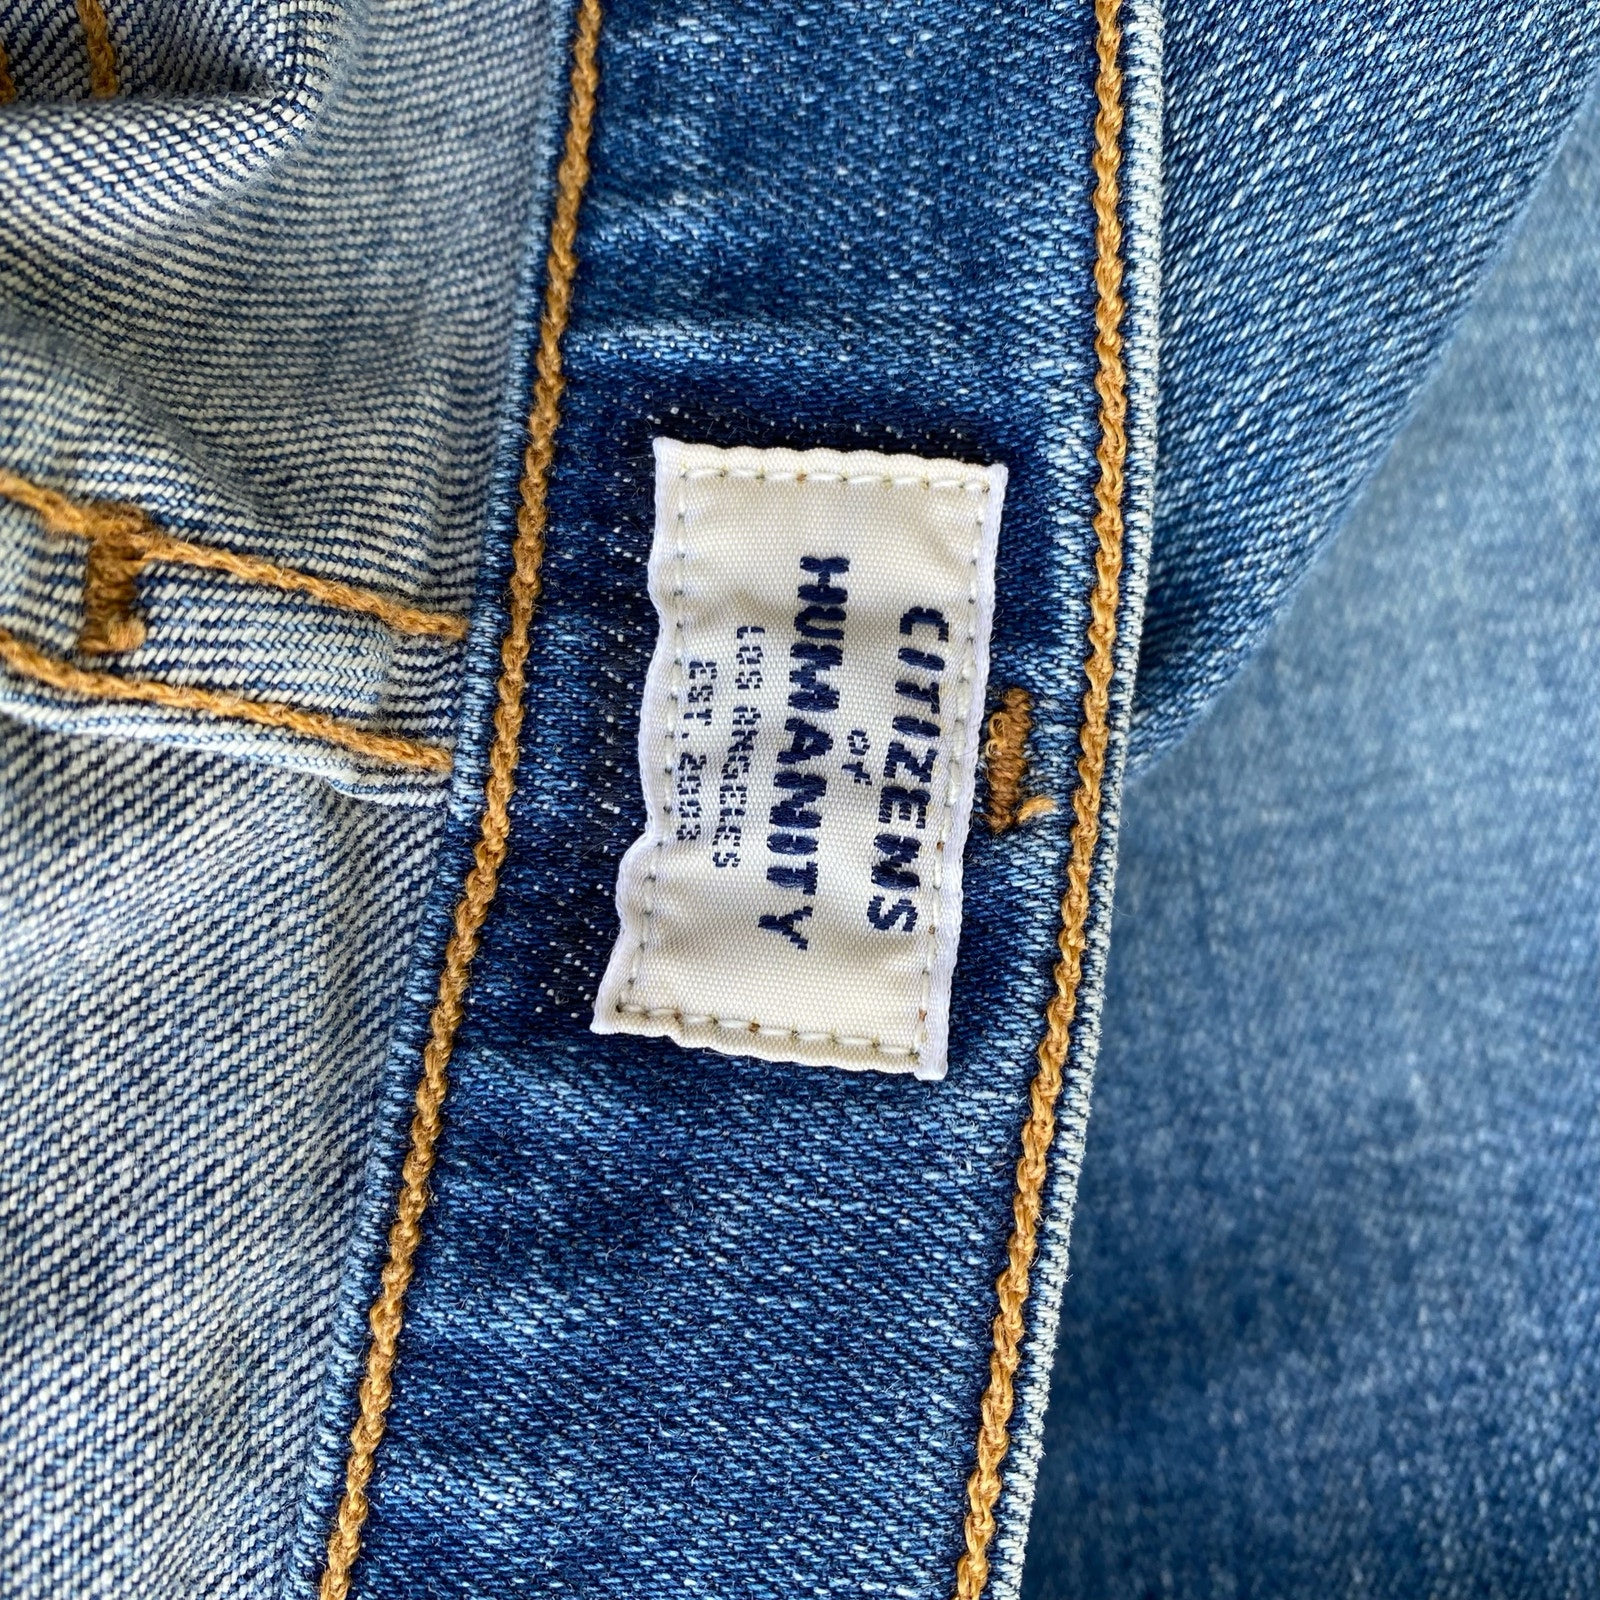 CITIZENS
OF
HUMANITY
LOS ANGELES
EST. 2003